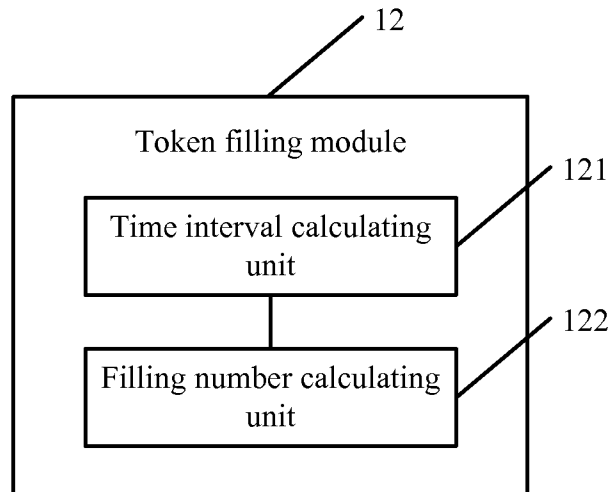 12
Token filling module
121
Time interval calculating
unit
122
Filling number calculating
unit